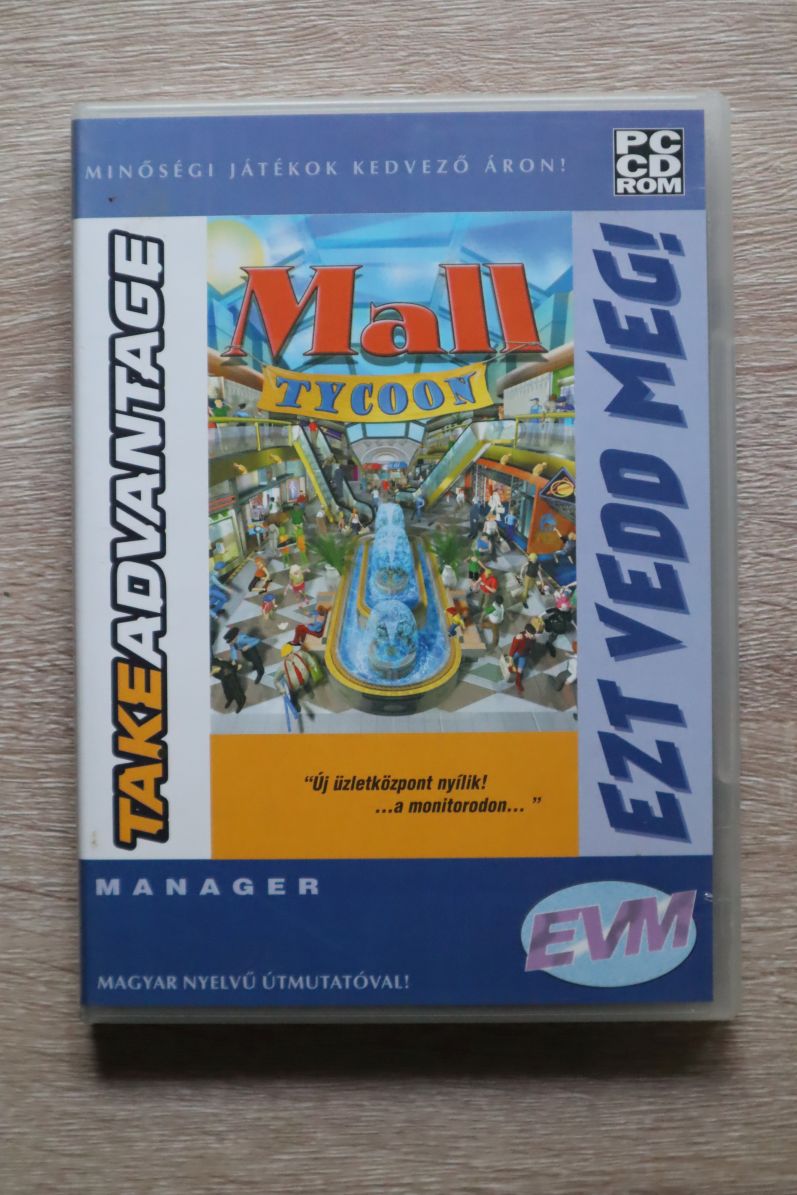 MINŐSÉGI JÁTÉKOK KEDVEZŐ ÁRON!
PC
CD
ROM
TAKEADVANTAGE
Mall
TYCOON
EZT VEDD MEG!
"Új üzletközpont nyílik!
...a monitorodon... "
MANAGER
EVM
MAGYAR NYELVŰ ÚTMUTATÓVAL!